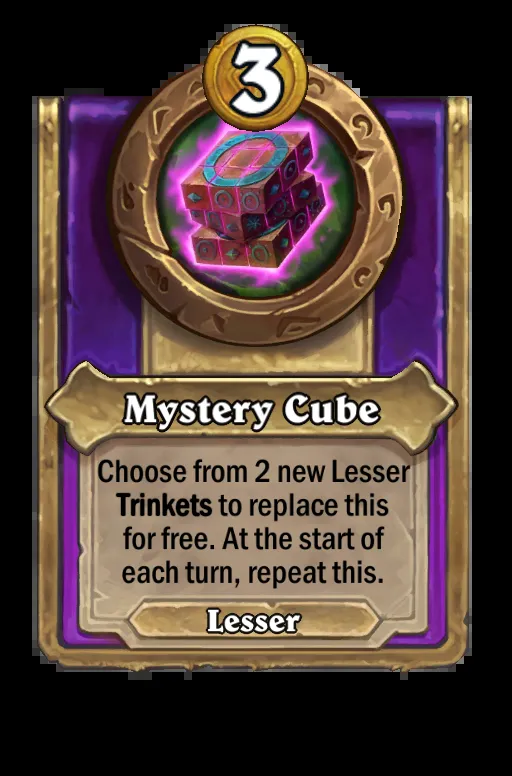 3
Mystery Cube
Choose from 2 new Lesser
Trinkets to replace this
for free. At the start of
each turn, repeat this.
Lesser